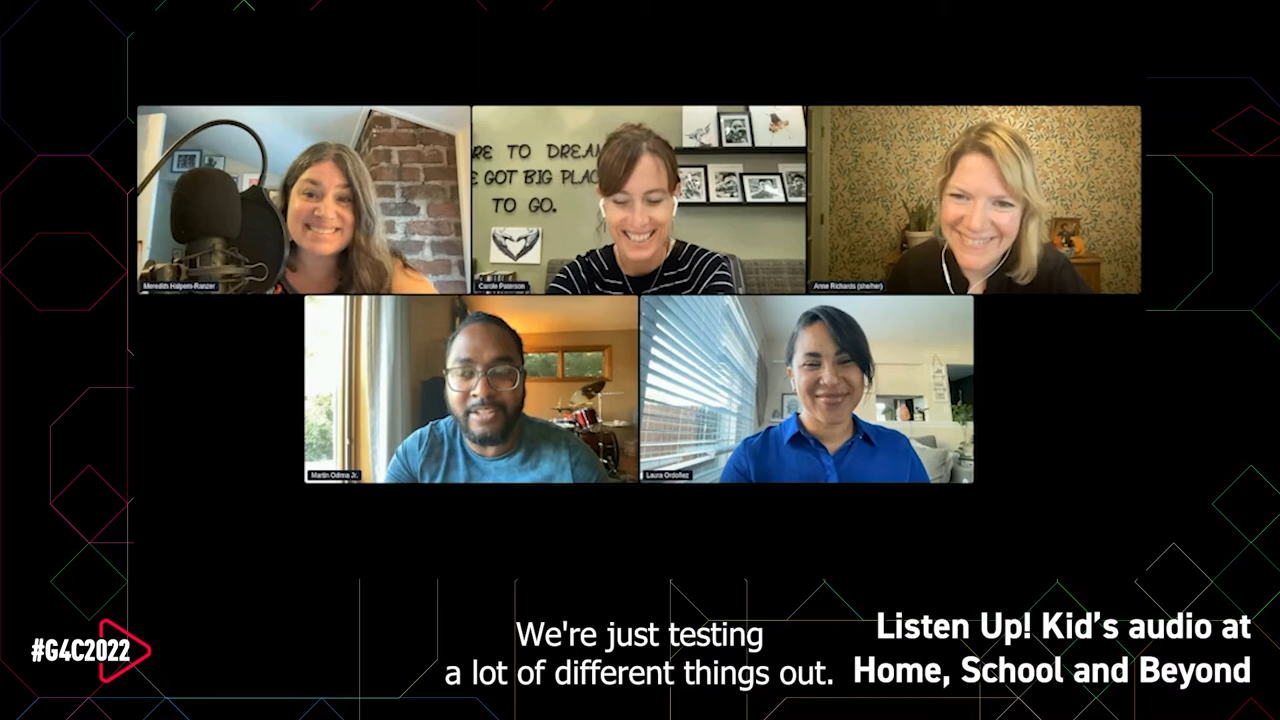 RE TO DREAM
GOT BIG PLAC
TO GO.
Meredith Halpern-Ranzer
Carole Paterson
Anne Richards (she/her)
Martin Odima Jr.
Laura Ordoñez
#G4C2022
We're just testing
a lot of different things out.
Listen Up! Kid's audio at
Home, School and Beyond